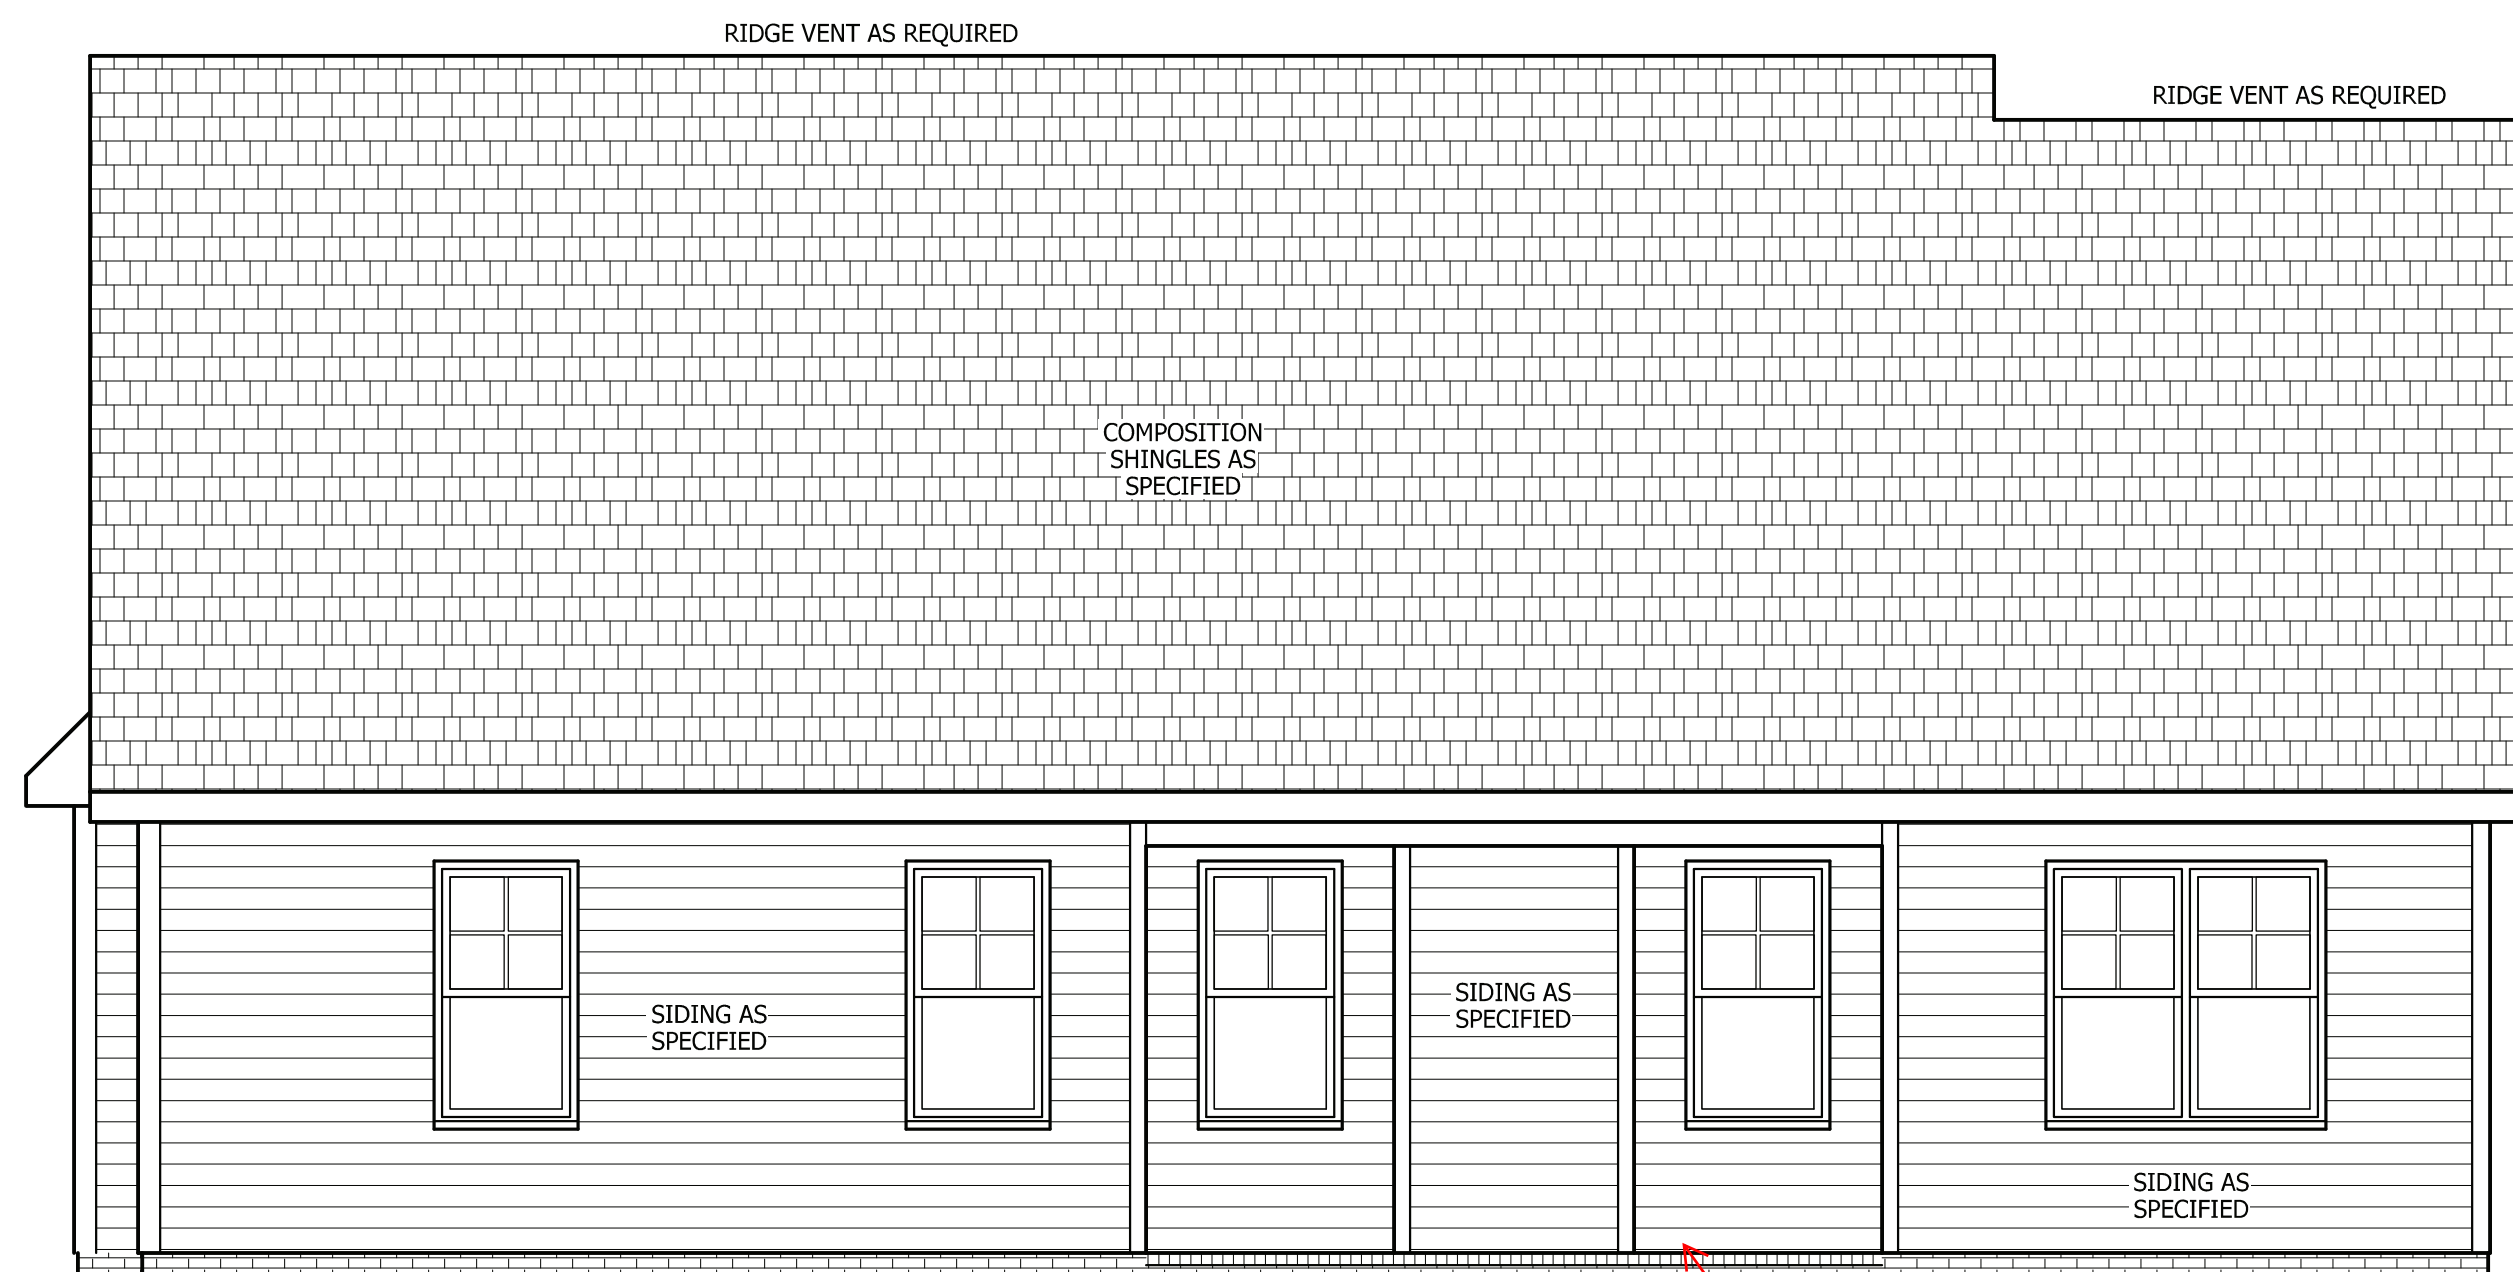 RIDGE VENT AS REQUIRED
RIDGE VENT AS REQUIRED
COMPOSITION
SHINGLES AS
SPECIFIED
SIDING AS
SPECIFIED
SIDING AS
SPECIFIED
SIDING AS
SPECIFIED